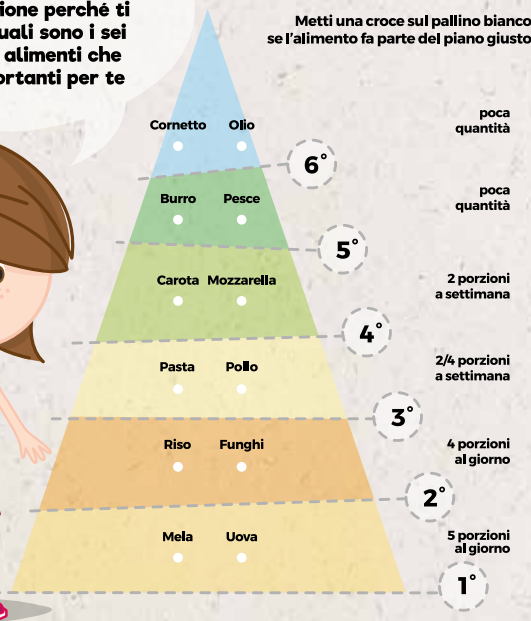 zione perché ti
quali sono i sei
alimenti che
ortanti per te
Metti una croce sul pallino bianco
se l'alimento fa parte del piano giusto
Cornetto Olio
poca
quantità
6°
Burro Pesce
poca
quantità
5°
Carota Mozzarella
2 porzioni
a settimana
4°
Pasta Pollo
2/4 porzioni
a settimana
3°
Riso Funghi
4 porzioni
al giorno
2°
Mela Uova
5 porzioni
al giorno
1°